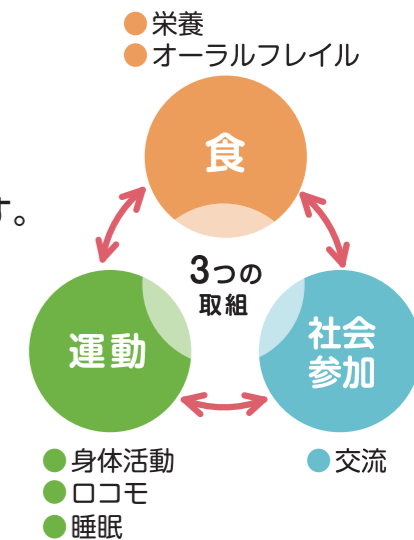 栄養
オーラルフレイル
食
す。
3つの
取組
運動
社会
参加
身体活動
ロコモ
睡眠
交流